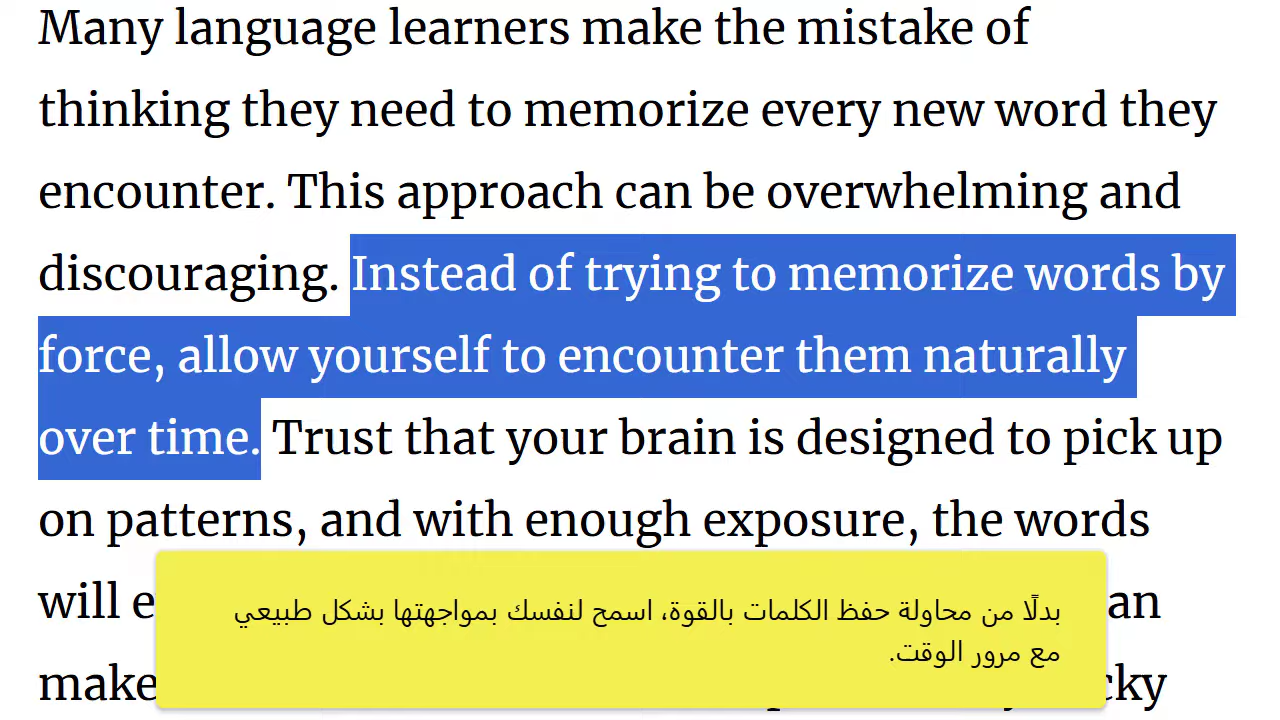 Many language learners make the mistake of
thinking they need to memorize every new word they
encounter. This approach can be overwhelming and
discouraging. Instead of trying to memorize words by
force, allow yourself to encounter them naturally
over time. Trust that your brain is designed to pick up
on patterns, and with enough exposure, the words
will
بدلًا من محاولة حفظ الكلمات بالقوة، اسمح لنفسك بمواجهتها بشكل طبيعي
مع مرور الوقت.
make